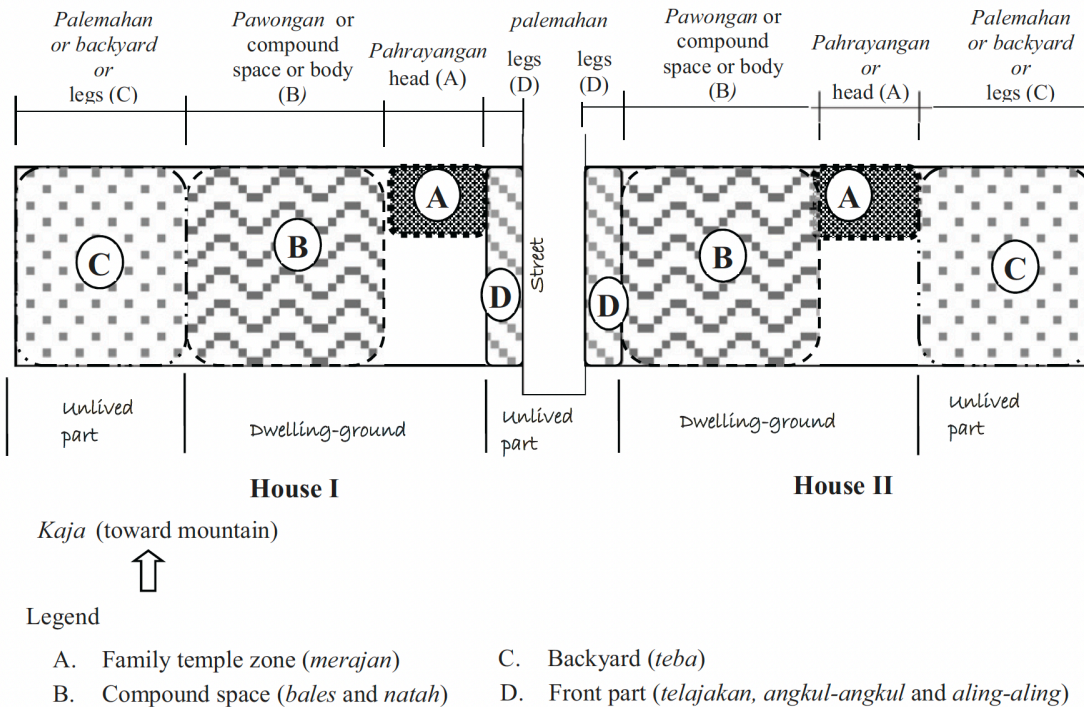 Palemahan
or backyard
or
legs (C)
Pawongan or
compound
space or body
(B)
Pahrayangan
head (A)
palemahan
legs
(D)
legs
(D)
Pawongan or
compound
space or body
(B)
Pahrayangan
or
head (A)
Palemahan
or backyard
or
legs (C)
C
B
A
D
Street
D
B
A
C
Unlived
part
Dwelling-ground
Unlived
part
Dwelling-ground
Unlived
part
House I
House II
Kaja (toward mountain)
Legend
A. Family temple zone (merajan)
B. Compound space (bales and natah)
C. Backyard (teba)
D. Front part (telajakan, angkul-angkul and aling-aling)